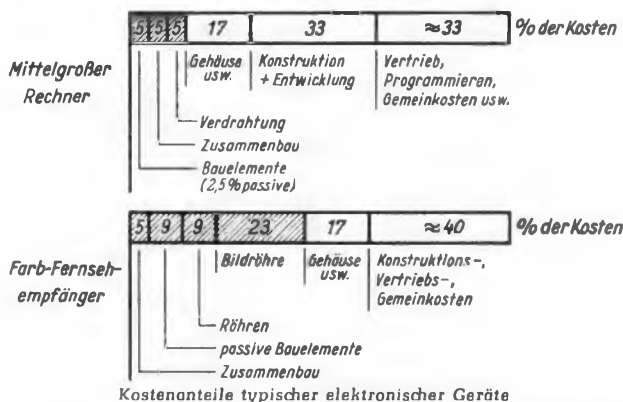 5 5 5 17 33 ≈33 % der Kosten
Mittelgroßer
Rechner
Gehäuse
usw.
Konstruktion
+ Entwicklung
Vertrieb,
Programmieren,
Gemeinkosten usw.
Verdrahtung
Zusammenbau
Bauelemente
(2,5% passive)
5 9 9 23 17 ≈40 % der Kosten
Farb-Fernseh-
empfänger
Bildröhre
Gehäuse
usw.
Konstruktions-,
Vertriebs-,
Gemeinkosten
Röhren
passive Bauelemente
Zusammenbau
Kostenanteile typischer elektronischer Geräte